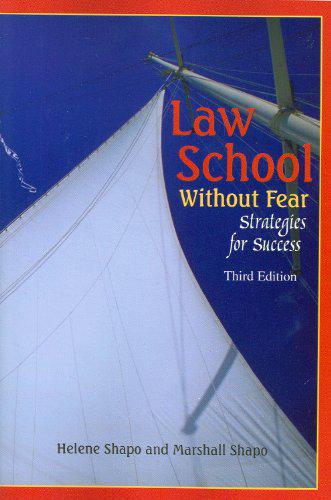 Law
School
Without Fear
Strategies
for Success
Third Edition
Helene Shapo and Marshall Shapo